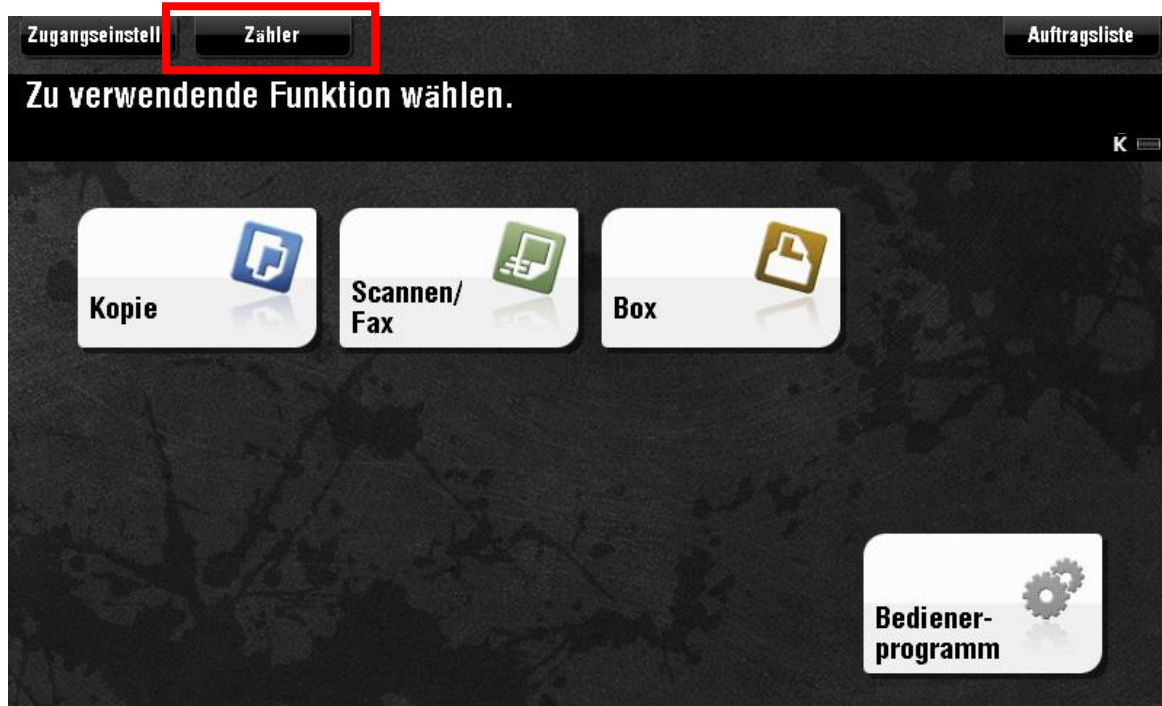 Zugangseinstell
Zähler
Auftragsliste
Zu verwendende Funktion wählen.
K
Kopie
Scannen/
Fax
Box
Bediener-
programm